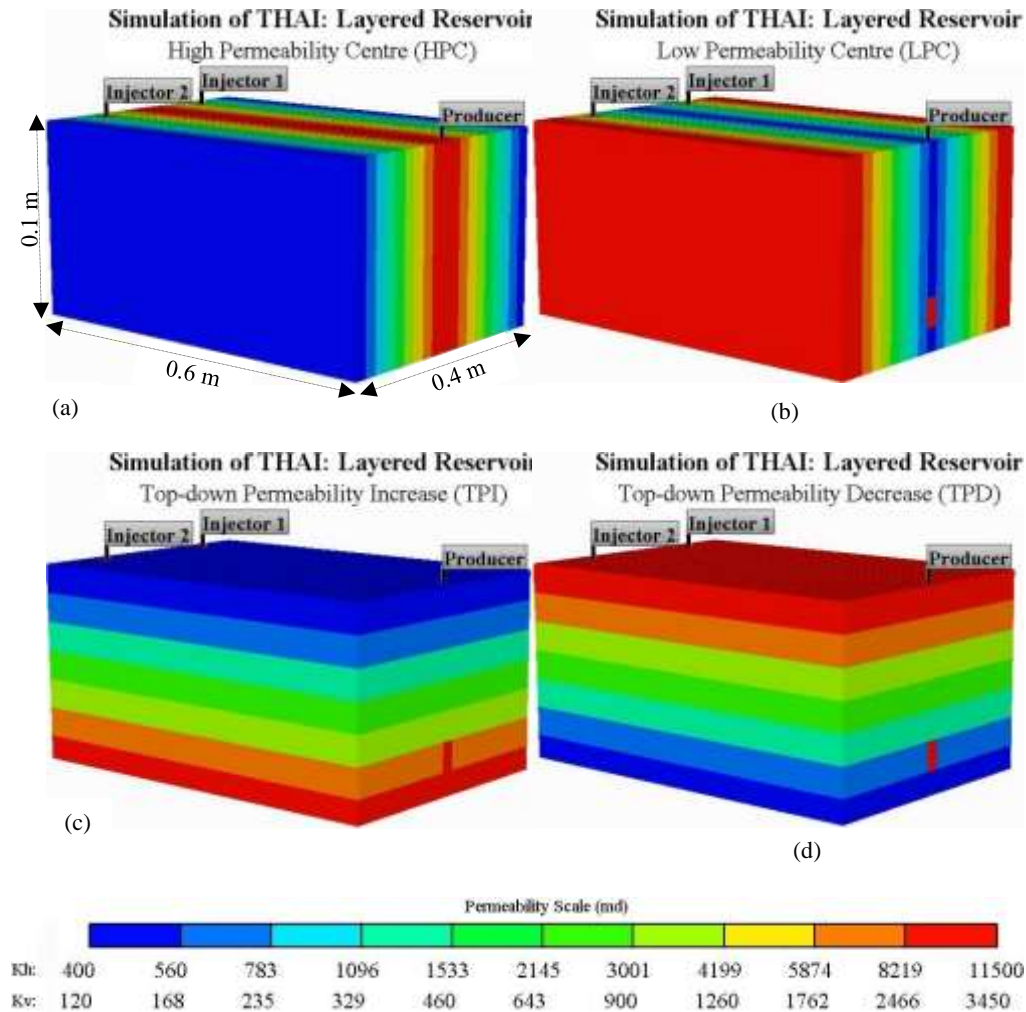 Simulation of THAI: Layered Reservoir
High Permeability Centre (HPC)
Injector 2
Injector 1
Producer
0.1 m
0.6 m
0.4 m
(a)
Simulation of THAI: Layered Reservoir
Low Permeability Centre (LPC)
Injector 2
Injector 1
Producer
(b)
Simulation of THAI: Layered Reservoir
Top-down Permeability Increase (TPI)
Injector 2
Injector 1
Producer
(c)
Simulation of THAI: Layered Reservoir
Top-down Permeability Decrease (TPD)
Injector 2
Injector 1
Producer
(d)
Permeability Scale (md)
Kh: 400 560 783 1096 1533 2145 3001 4199 5874 8219 11500
Kv: 120 168 235 329 460 643 900 1260 1762 2466 3450